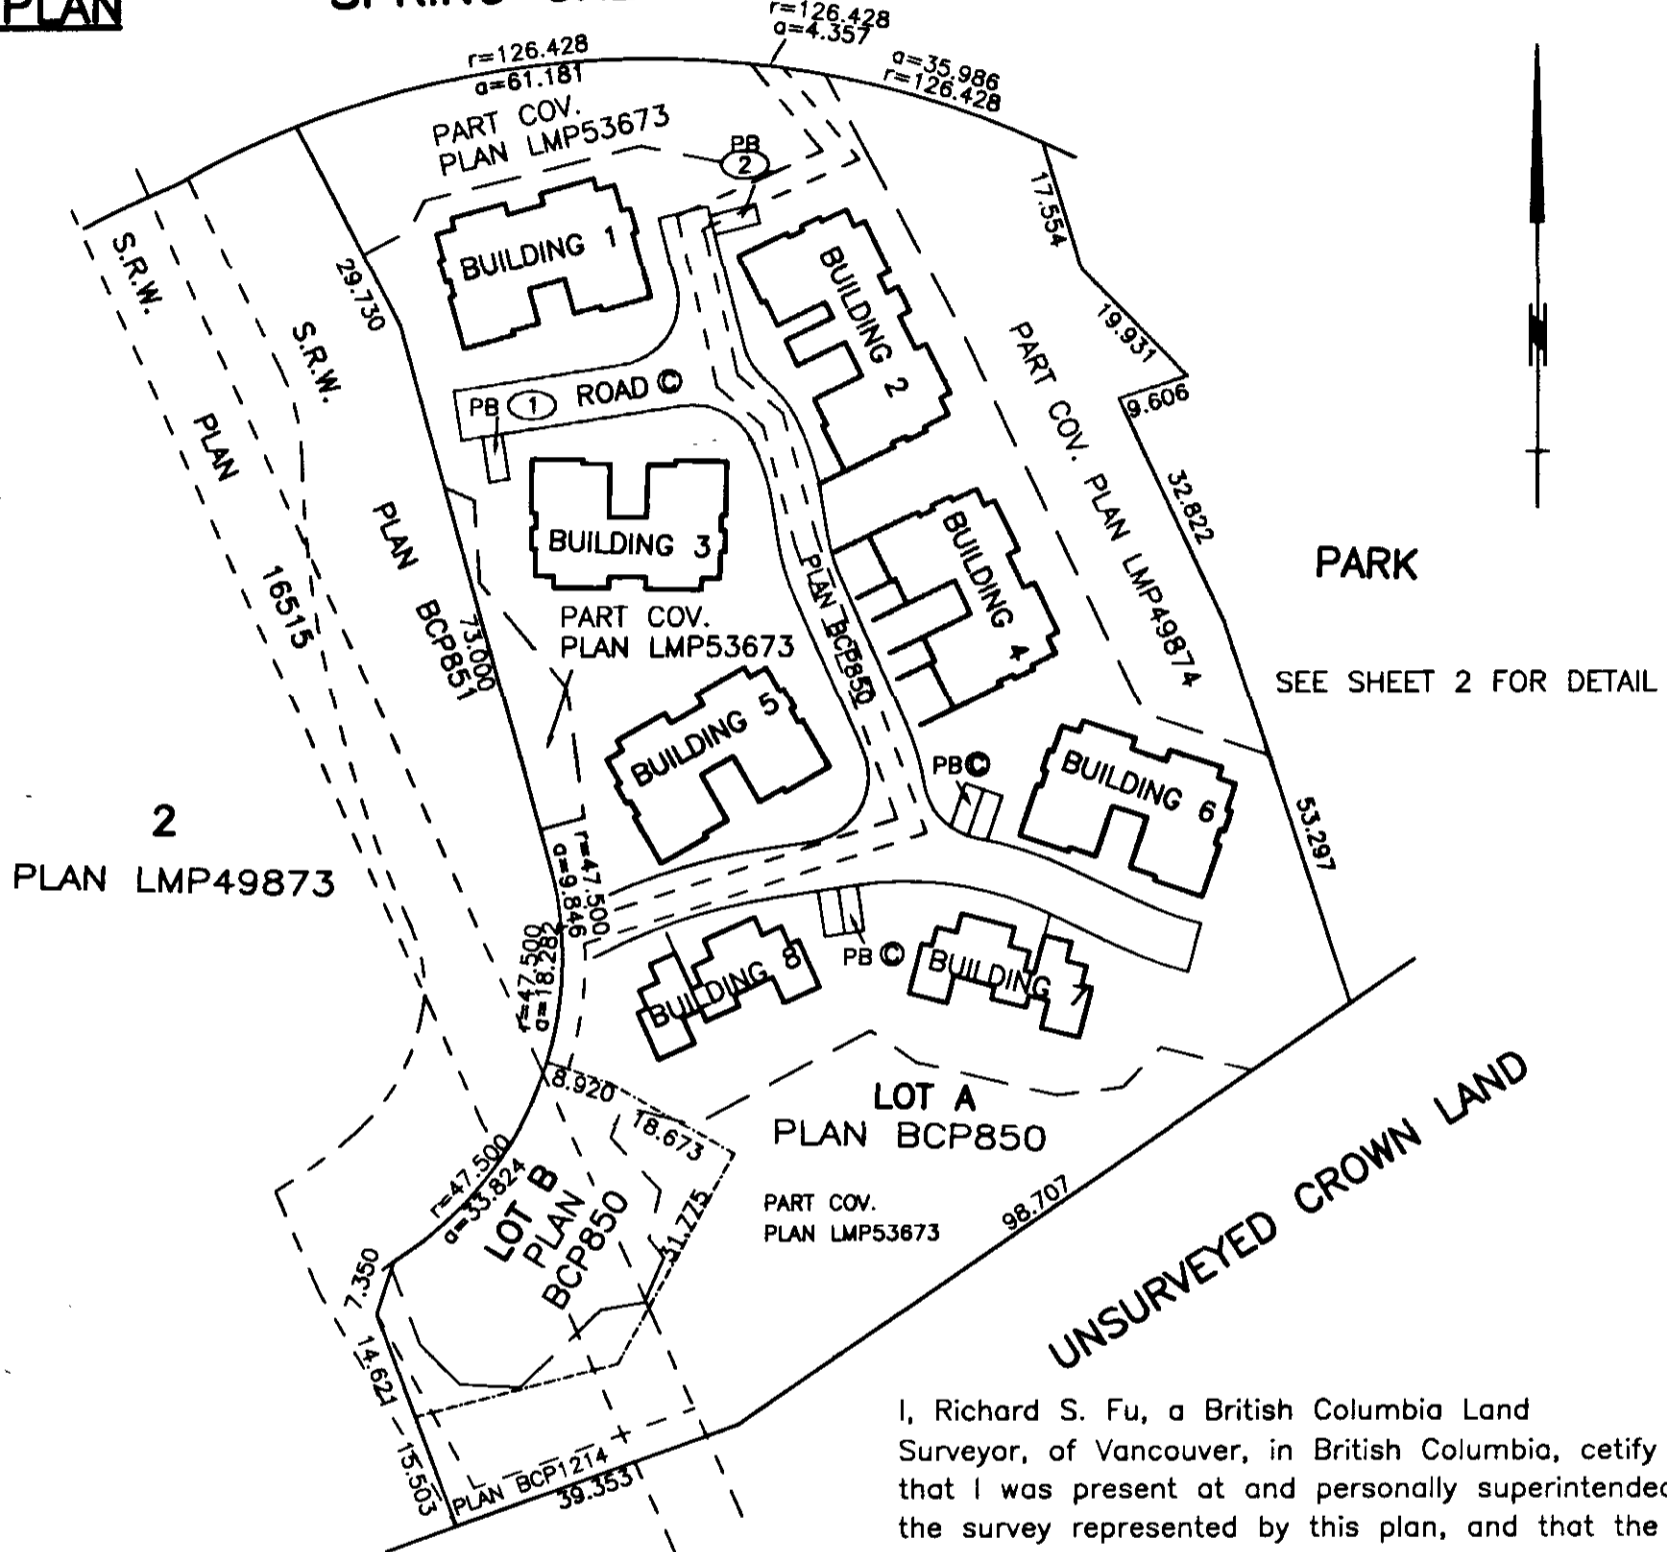 PLAN
r=126.428
a=4.357
r=126.428
a=61.181
a=35.986
r=126.428
PART COV.
PLAN LMP53673
PB
2
17.554
S.R.W.
29.730
BUILDING 1
BUILDING 2
19.931
S.R.W.
PART COV. PLAN LMP49874
PB 1 ROAD C
9.606
PLAN
16515
32.822
PLAN BCP851
73.000
BUILDING 3
BUILDING 4
PLAN BCP850
PARK
PART COV.
PLAN LMP53673
SEE SHEET 2 FOR DETAIL
BUILDING 5
PB C
BUILDING 6
53.297
2
PLAN LMP49873
r=47.500
a=9.846
r=47.500
a=18.282
BUILDING 8
PB C
BUILDING 7
8.920
18.673
LOT A
PLAN BCP850
r=47.500
a=33.824
LOT B
PLAN
BCP850
31.775
PART COV.
PLAN LMP53673
98.707
UNSURVEYED CROWN LAND
7.350
14.621
15.503
PLAN BCP1214
39.353
I, Richard S. Fu, a British Columbia Land
Surveyor, of Vancouver, in British Columbia, cetify
that I was present at and personally superintended
the survey represented by this plan, and that the